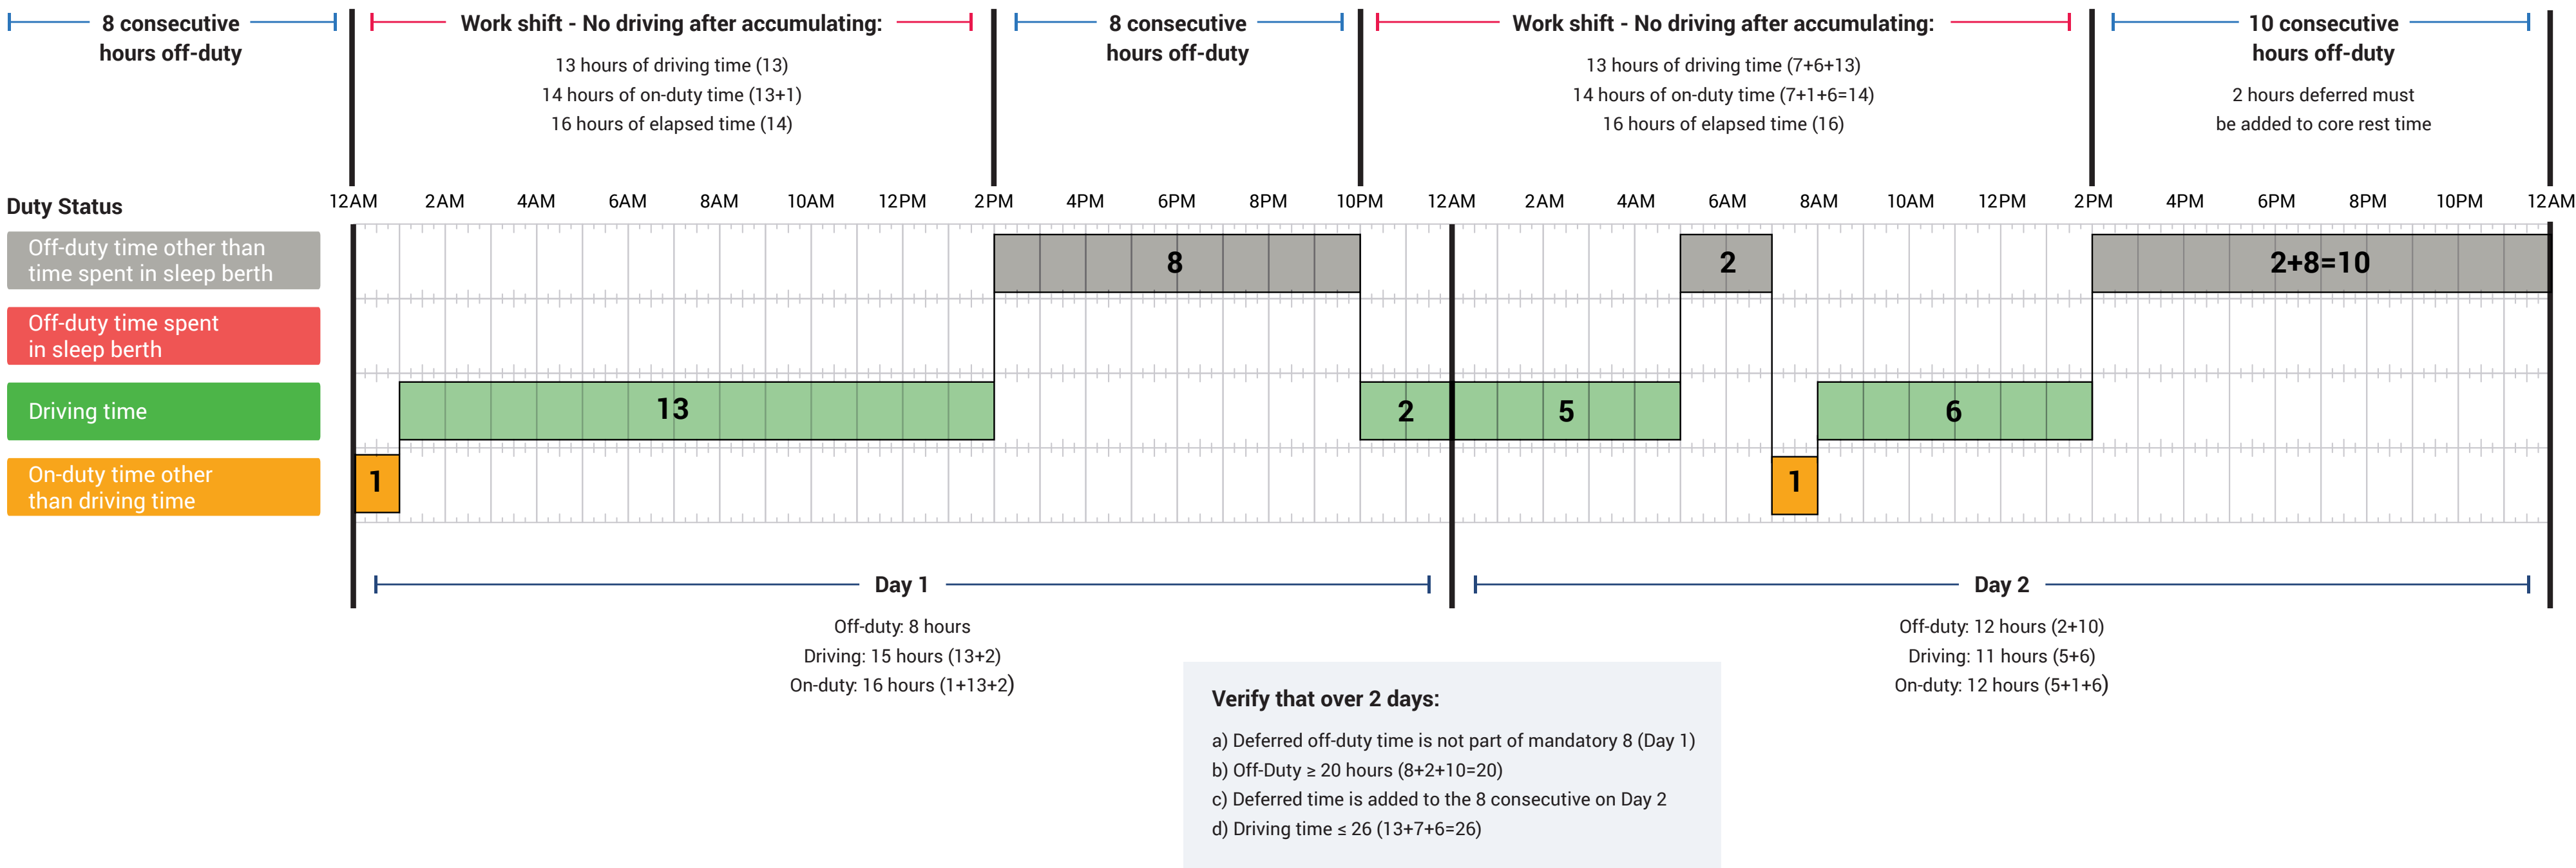 8 consecutive
hours off-duty
Work shift - No driving after accumulating:
13 hours of driving time (13)
14 hours of on-duty time (13+1)
16 hours of elapsed time (14)
8 consecutive
hours off-duty
Work shift - No driving after accumulating:
13 hours of driving time (7+6+13)
14 hours of on-duty time (7+1+6=14)
16 hours of elapsed time (16)
10 consecutive
hours off-duty
2 hours deferred must
be added to core rest time
Duty Status
12AM 2AM 4AM 6AM 8AM 10AM 12PM 2PM 4PM 6PM 8PM 10PM 12AM 2AM 4AM 6AM 8AM 10AM 12PM 2PM 4PM 6PM 8PM 10PM 12AM
Off-duty time other than
time spent in sleep berth
8 2 2+8=10
Off-duty time spent
in sleep berth
Driving time
13 2 5 6
On-duty time other
than driving time
1 1
Day 1
Off-duty: 8 hours
Driving: 15 hours (13+2)
On-duty: 16 hours (1+13+2)
Day 2
Off-duty: 12 hours (2+10)
Driving: 11 hours (5+6)
On-duty: 12 hours (5+1+6)
Verify that over 2 days:
a) Deferred off-duty time is not part of mandatory 8 (Day 1)
b) Off-Duty ≥ 20 hours (8+2+10=20)
c) Deferred time is added to the 8 consecutive on Day 2
d) Driving time ≤ 26 (13+7+6=26)